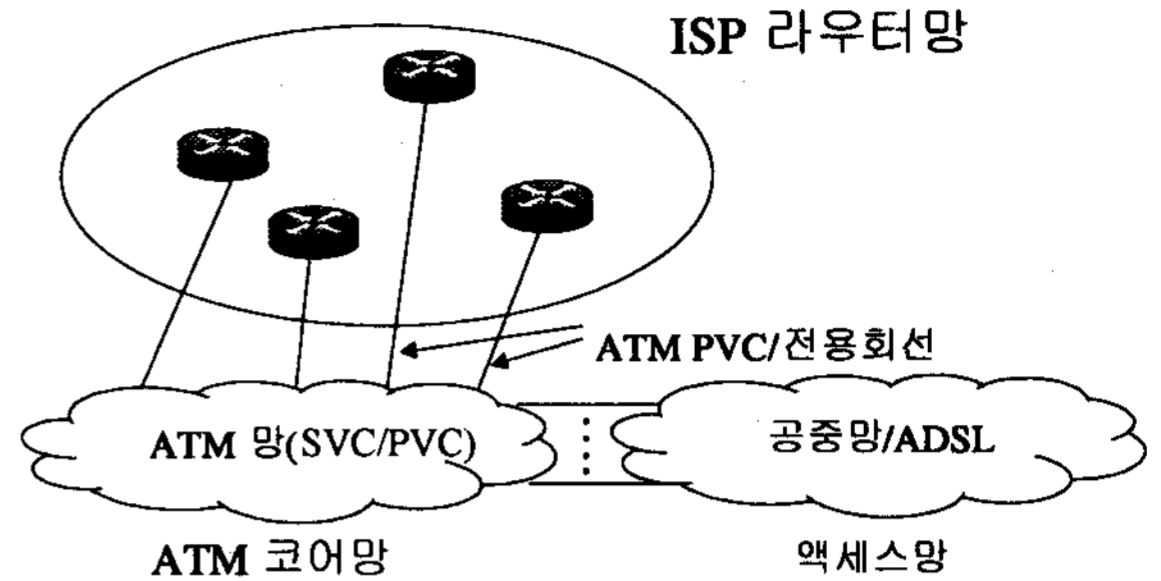 ISP 라우터망
ATM PVC/전용회선
ATM 망(SVC/PVC)
공중망/ADSL
ATM 코어망
액세스망